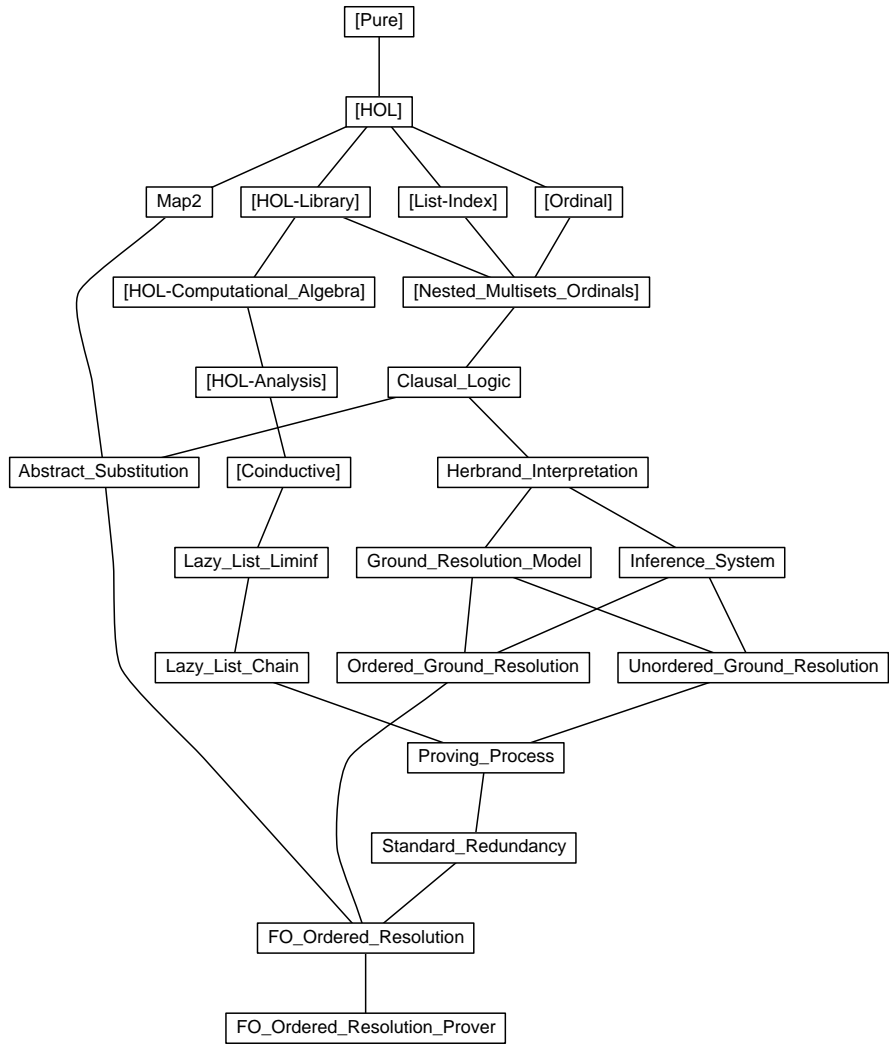 [Pure]
[HOL]
Map2
[HOL-Library]
[List-Index]
[Ordinal]
[HOL-Computational_Algebra]
[Nested_Multisets_Ordinals]
[HOL-Analysis]
Clausal_Logic
Abstract_Substitution
[Coinductive]
Herbrand_Interpretation
Lazy_List_Liminf
Ground_Resolution_Model
Inference_System
Lazy_List_Chain
Ordered_Ground_Resolution
Unordered_Ground_Resolution
Proving_Process
Standard_Redundancy
FO_Ordered_Resolution
FO_Ordered_Resolution_Prover